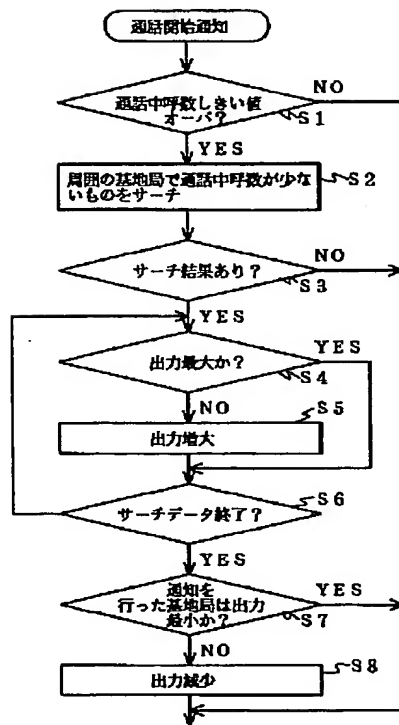 通話開始通知
NO
通話中呼数しきい値
オーバ?
S1
YES
S2
周囲の基地局で通話中呼数が少ない
ものをサーチ
NO
サーチ結果あり?
S3
YES
YES
出力最大か?
S4
NO
S5
出力増大
S6
サーチデータ終了?
YES
通知を
行った基地局は出力
最小か?
YES
S7
NO
S8
出力減少